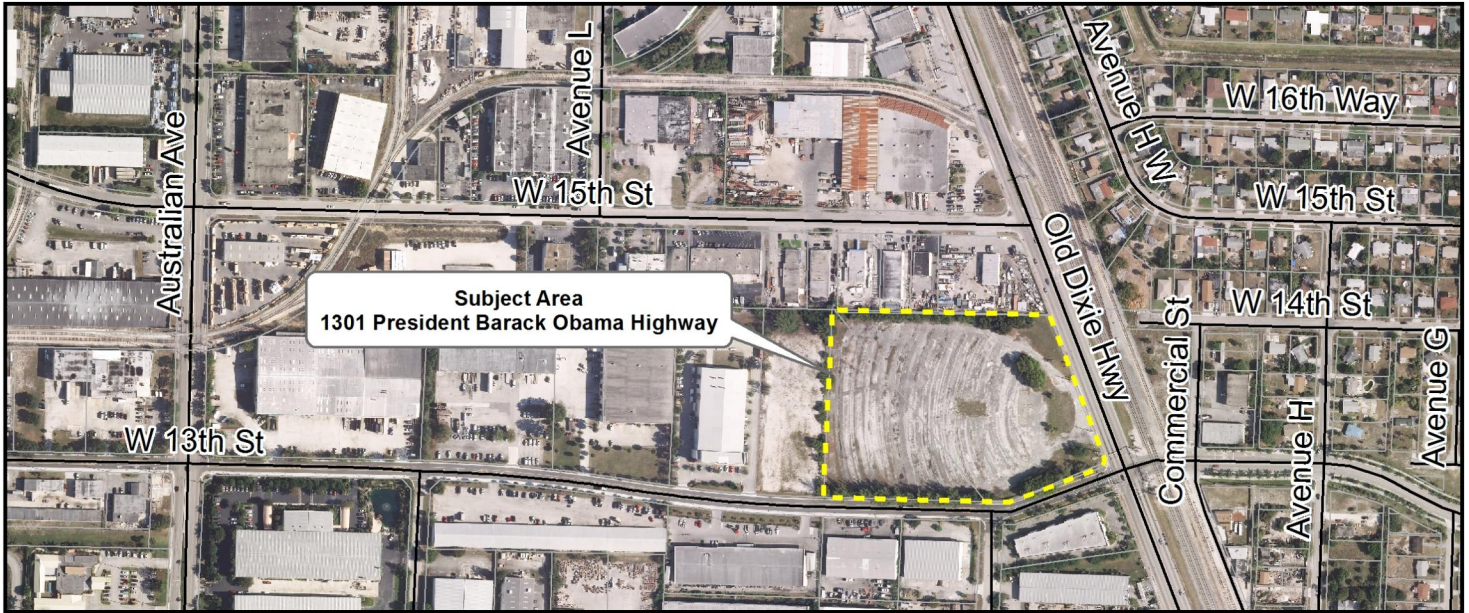 Avenue L
Avenue H W
W 16th Way
Australian Ave
W 15th St
W 15th St
Old Dixie Hwy
Subject Area
1301 President Barack Obama Highway
W 14th St
Commercial St
Avenue G
W 13th St
Avenue H